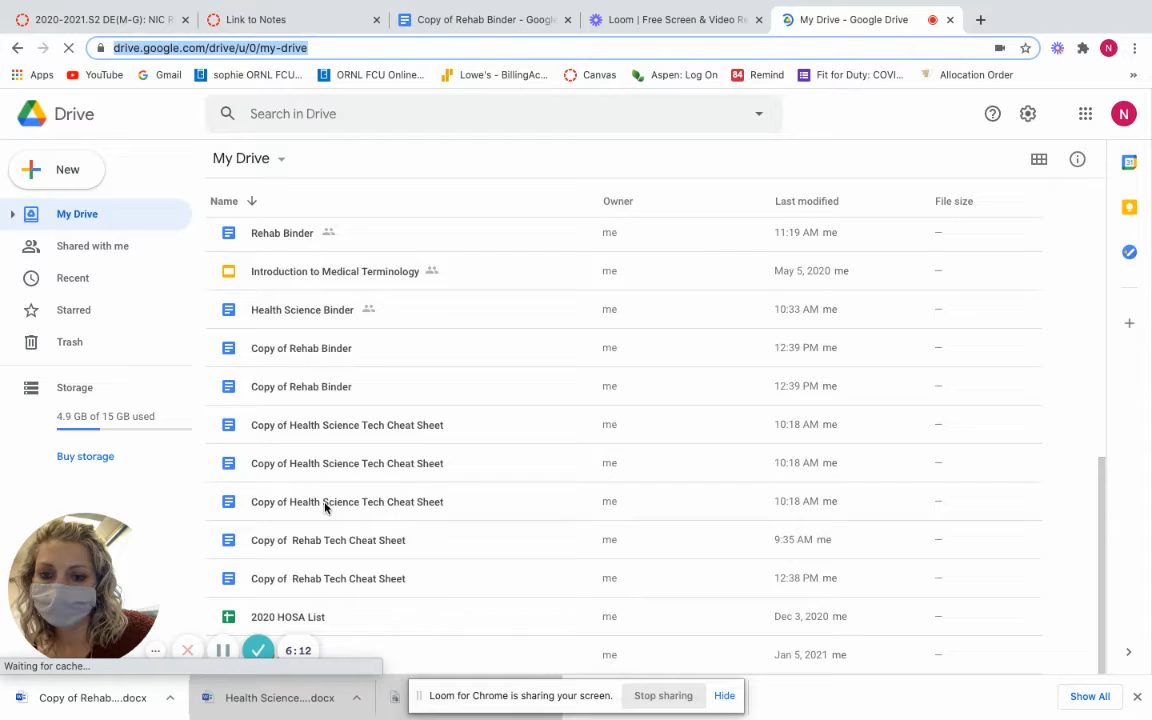 2020-2021.S2 DE(M-G): NIC R
Link to Notes
Copy of Rehab Binder - Google
Loom | Free Screen & Video Re
My Drive - Google Drive
drive.google.com/drive/u/0/my-drive
N
Apps
YouTube
Gmail
sophie ORNL FCU...
ORNL FCU Online...
Lowe's - BillingAc...
Canvas
Aspen: Log On
84 Remind
Fit for Duty: COVI...
Allocation Order
»
Drive
Search in Drive
N
New
My Drive
31
My Drive
Shared with me
Recent
Starred
Trash
Storage
4.9 GB of 15 GB used
Buy storage
Name Owner Last modified File size
Rehab Binder me 11:19 AM me —
Introduction to Medical Terminology me May 5, 2020 me —
Health Science Binder me 10:33 AM me —
Copy of Rehab Binder me 12:39 PM me —
Copy of Rehab Binder me 12:39 PM me —
Copy of Health Science Tech Cheat Sheet me 10:18 AM me —
Copy of Health Science Tech Cheat Sheet me 10:18 AM me —
Copy of Health Science Tech Cheat Sheet me 10:18 AM me —
Copy of Rehab Tech Cheat Sheet me 9:35 AM me —
Copy of Rehab Tech Cheat Sheet me 12:38 PM me —
2020 HOSA List me Dec 3, 2020 me —
me Jan 5, 2021 me —
6:12
Waiting for cache...
Copy of Rehab....docx
Health Science....docx
Loom for Chrome is sharing your screen.
Stop sharing
Hide
Show All